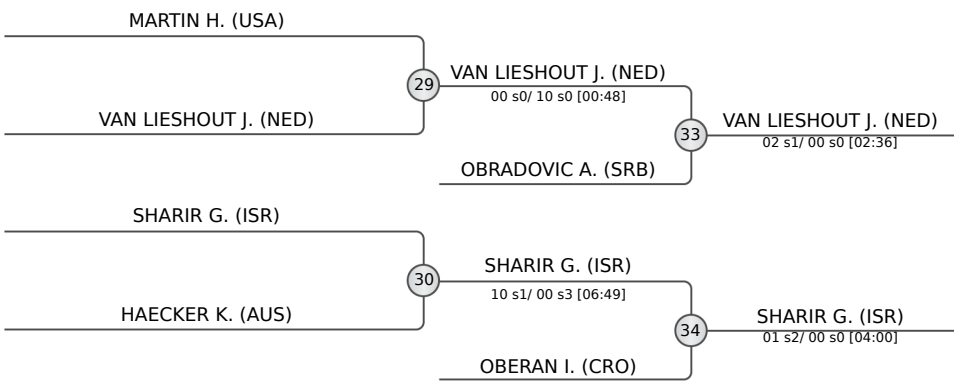 MARTIN H. (USA)
29
VAN LIESHOUT J. (NED)
00 s0/ 10 s0 [00:48]
VAN LIESHOUT J. (NED)
33
VAN LIESHOUT J. (NED)
02 s1/ 00 s0 [02:36]
OBRADOVIC A. (SRB)
SHARIR G. (ISR)
30
SHARIR G. (ISR)
10 s1/ 00 s3 [06:49]
HAECKER K. (AUS)
34
SHARIR G. (ISR)
01 s2/ 00 s0 [04:00]
OBERAN I. (CRO)